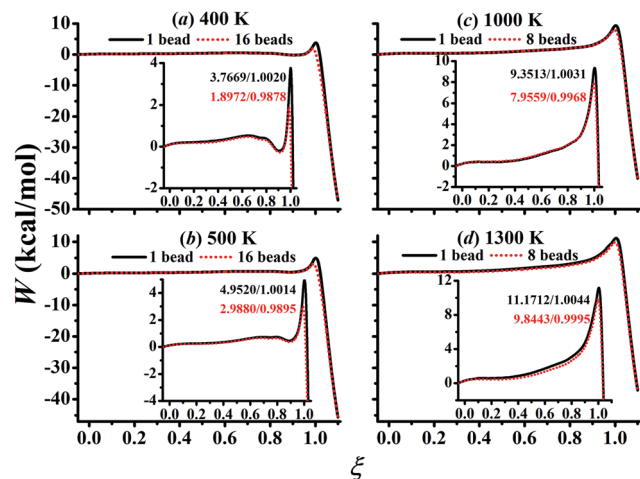 (a) 400 K
1 bead 16 beads
3.7669/1.0020
1.8972/0.9878
4
2
0
-2
0.0 0.2 0.4 0.6 0.8 1.0
10
0
-10
-20
-30
-40
-50
(c) 1000 K
1 bead 8 beads
9.3513/1.0031
7.9559/0.9968
10
8
6
4
2
0
-2
0.0 0.2 0.4 0.6 0.8 1.0
(b) 500 K
1 bead 16 beads
4.9520/1.0014
2.9880/0.9895
4
2
0
-2
-4
0.0 0.2 0.4 0.6 0.8 1.0
10
0
-10
-20
-30
-40
0.0 0.2 0.4 0.6 0.8 1.0
(d) 1300 K
1 bead 8 beads
11.1712/1.0044
9.8443/0.9995
12
8
4
0
0.0 0.2 0.4 0.6 0.8 1.0
0.0 0.2 0.4 0.6 0.8 1.0
W (kcal/mol)
ξ